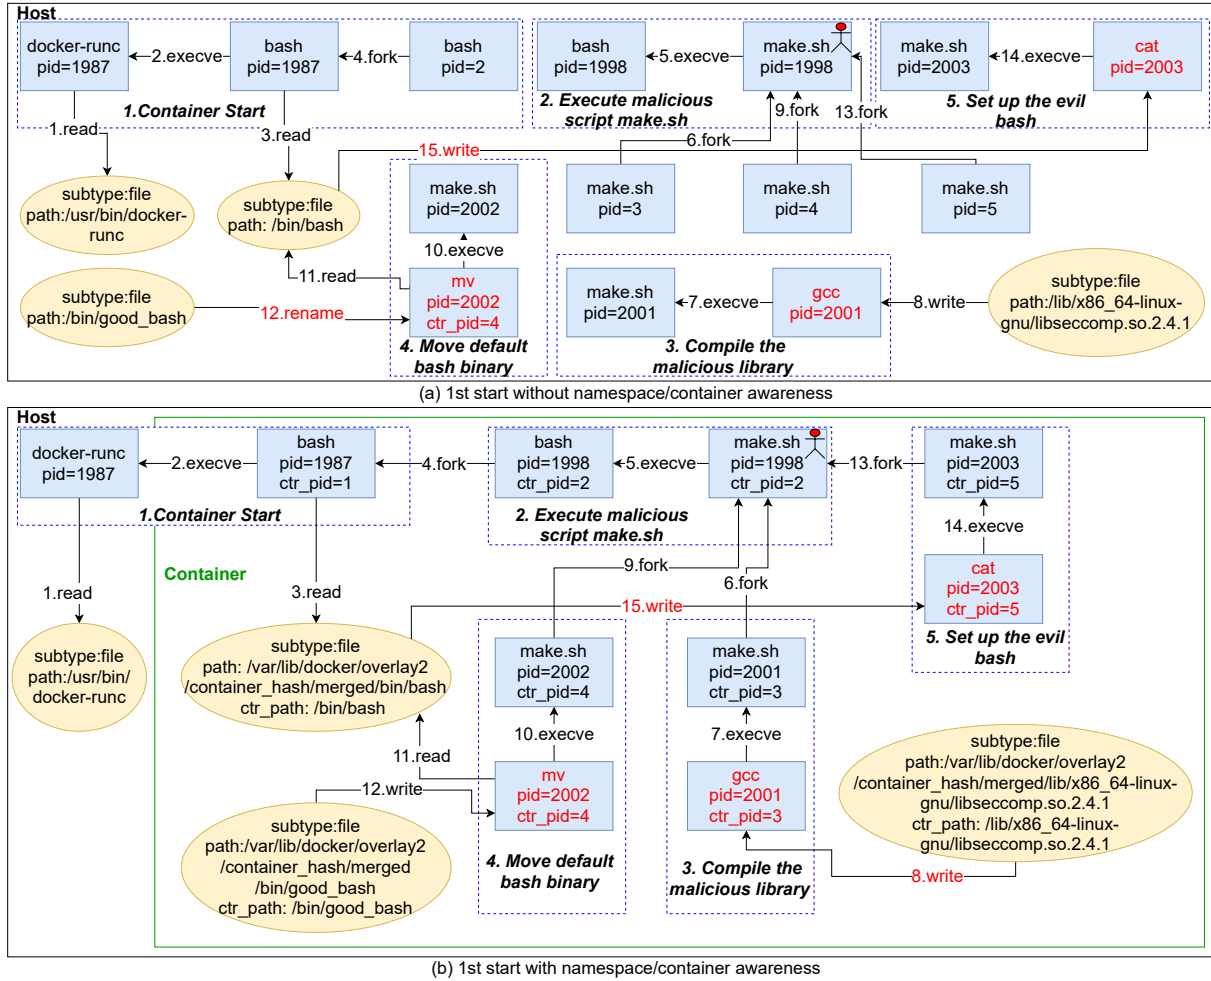 Host
docker-runc
pid=1987
2.execve
bash
pid=1987
4.fork
bash
pid=2
1.Container Start
1.read
3.read
bash
pid=1998
5.execve
make.sh
pid=1998
2. Execute malicious
script make.sh
9.fork
13.fork
6.fork
make.sh
pid=2003
14.execve
cat
pid=2003
5. Set up the evil
bash
15.write
subtype:file
path:/usr/bin/docker-
runc
subtype:file
path: /bin/bash
make.sh
pid=2002
10.execve
make.sh
pid=3
make.sh
pid=4
make.sh
pid=5
11.read
subtype:file
path:/bin/good_bash
12.rename
mv
pid=2002
ctr_pid=4
4. Move default
bash binary
make.sh
pid=2001
7.execve
gcc
pid=2001
8.write
3. Compile the
malicious library
subtype:file
path:/lib/x86_64-linux-
gnu/libseccomp.so.2.4.1
(a) 1st start without namespace/container awareness
Host
docker-runc
pid=1987
2.execve
bash
pid=1987
ctr_pid=1
4.fork
1.Container Start
bash
pid=1998
ctr_pid=2
5.execve
make.sh
pid=1998
ctr_pid=2
2. Execute malicious
script make.sh
13.fork
make.sh
pid=2003
ctr_pid=5
14.execve
cat
pid=2003
ctr_pid=5
5. Set up the evil
bash
Container
1.read
3.read
9.fork
6.fork
15.write
subtype:file
path:/usr/bin/
docker-runc
subtype:file
path: /var/lib/docker/overlay2
/container_hash/merged/bin/bash
ctr_path: /bin/bash
make.sh
pid=2002
ctr_pid=4
10.execve
11.read
12.write
mv
pid=2002
ctr_pid=4
4. Move default
bash binary
make.sh
pid=2001
ctr_pid=3
7.execve
gcc
pid=2001
ctr_pid=3
3. Compile the
malicious library
8.write
subtype:file
path:/var/lib/docker/overlay2
/container_hash/merged
/bin/good_bash
ctr_path: /bin/good_bash
subtype:file
path:/var/lib/docker/overlay2
/container_hash/merged/lib/x86_64-linux-
gnu/libseccomp.so.2.4.1
ctr_path: /lib/x86_64-linux-
gnu/libseccomp.so.2.4.1
(b) 1st start with namespace/container awareness